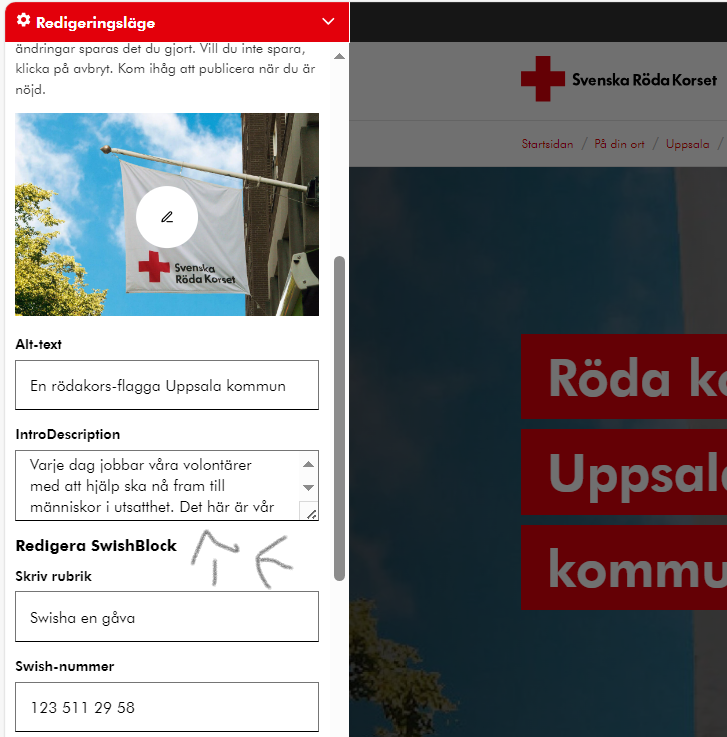 Redigeringsläge
ändringar sparas det du gjort. Vill du inte spara,
klicka på avbryt. Kom ihåg att publicera när du är
nöjd.
Svenska
Röda Korset
Alt-text
En rödakors-flagga Uppsala kommun
IntroDescription
Varje dag jobbar våra volontärer
med att hjälp ska nå fram till
människor i utsatthet. Det här är vår
Redigera SwishBlock
Skriv rubrik
Swisha en gåva
Swish-nummer
123 511 29 58
Svenska Röda Korset
Startsidan / På din ort / Uppsala /
Röda ko
Uppsala
kommu